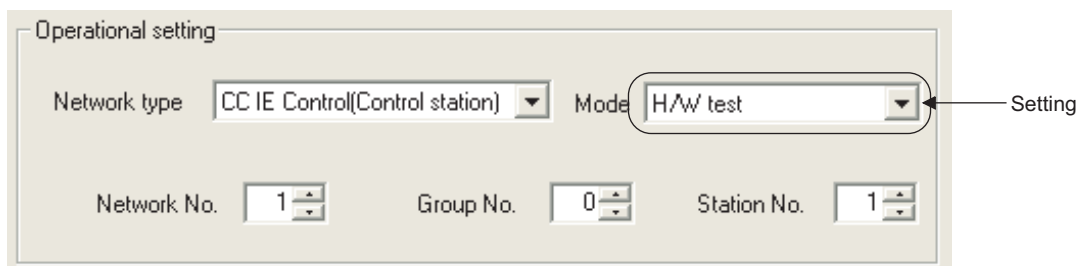 Operational setting
Network type CC IE Control(Control station) Mode H/W test Setting
Network No. 1 Group No. 0 Station No. 1